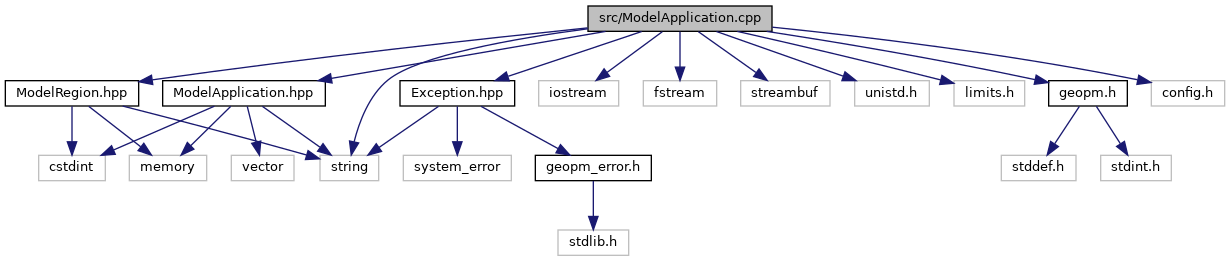 src/ModelApplication.cpp
ModelRegion.hpp
ModelApplication.hpp
Exception.hpp
iostream
fstream
streambuf
unistd.h
limits.h
geopm.h
config.h
cstdint
memory
vector
string
system_error
geopm_error.h
stddef.h
stdint.h
stdlib.h